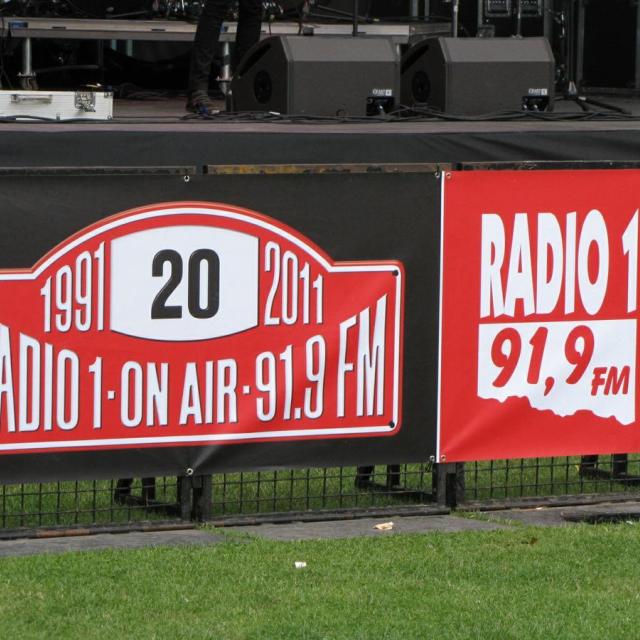 1991 20 2011
ADIO 1·ON AIR·91.9 FM
RADIO 1
91,9 FM